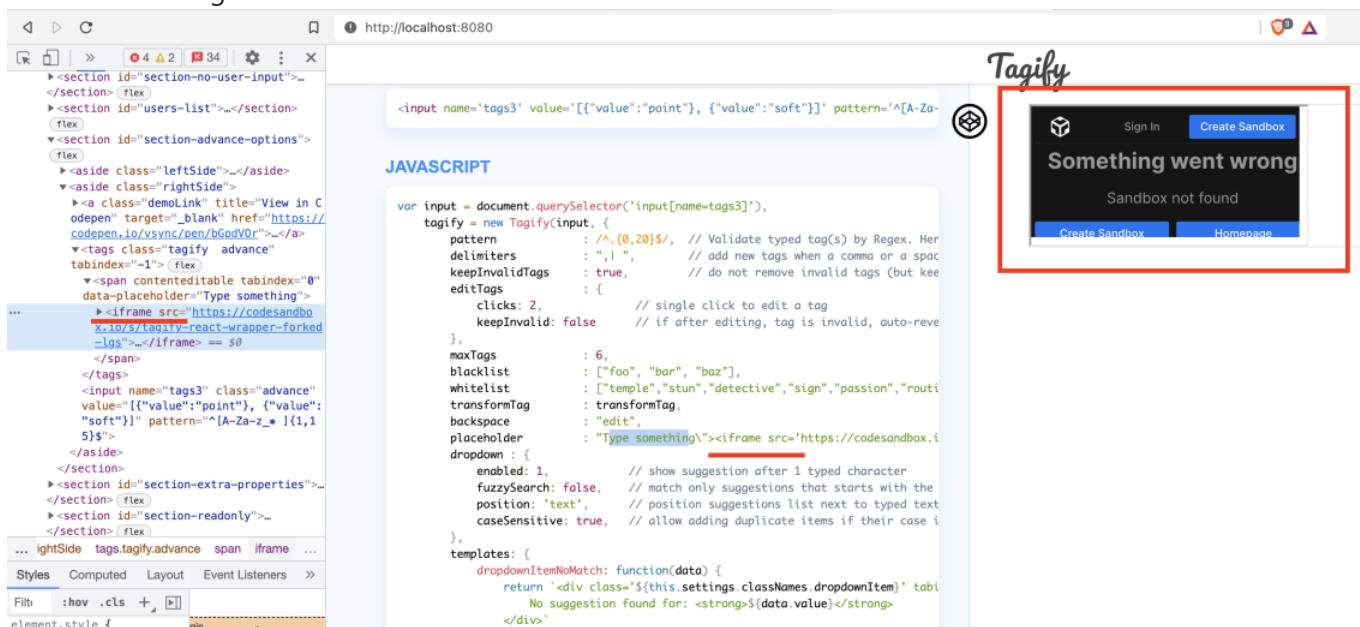 http://localhost:8080
3
4 2 34
<section id="section-no-user-input">…
</section> flex
<section id="users-list">…</section>
flex
<section id="section-advance-options">
flex
<aside class="leftSide">…</aside>
<aside class="rightSide">
<a class="demoLink" title="View in C
odepen" target="_blank" href="https://
codepen.io/vsync/pen/bGpdVOr">…</a>
<tags class="tagify  advance"
tabindex="-1"> flex
<span contenteditable tabindex="0"
data-placeholder="Type something">
… <iframe src="https://codesandbo
x.io/s/tagify-react-wrapper-forked
-lgs">…</iframe> == $0
</span>
</tags>
<input name="tags3" class="advance"
value="[{"value":"point"}, {"value":
"soft"}]" pattern="^[A-Za-z_✶ ]{1,1
5}$">
</aside>
</section>
<section id="section-extra-properties">…
</section> flex
<section id="section-readonly">…
</section> flex
… ightSide tags.tagify.advance span iframe …
Styles Computed Layout Event Listeners »
Filte :hov .cls +
element.style {
Tagify
<input name='tags3' value='[{"value":"point"}, {"value":"soft"}]' pattern='^[A-Za-
JAVASCRIPT
var input = document.querySelector('input[name=tags3]'),
tagify = new Tagify(input, {
pattern : /^.{0,20}$/, // Validate typed tag(s) by Regex. Her
delimiters : ",| ", // add new tags when a comma or a spac
keepInvalidTags : true, // do not remove invalid tags (but kee
editTags : {
clicks: 2, // single click to edit a tag
keepInvalid: false // if after editing, tag is invalid, auto-reve
},
maxTags : 6,
blacklist : ["foo", "bar", "baz"],
whitelist : ["temple","stun","detective","sign","passion","routi
transformTag : transformTag,
backspace : "edit",
placeholder : "Type something\"><iframe src='https://codesandbox.i
dropdown : {
enabled: 1, // show suggestion after 1 typed character
fuzzySearch: false, // match only suggestions that starts with the
position: 'text', // position suggestions list next to typed text
caseSensitive: true, // allow adding duplicate items if their case i
},
templates: {
dropdownItemNoMatch: function(data) {
return `<div class='${this.settings.classNames.dropdownItem}' tabi
No suggestion found for: <strong>${data.value}</strong>
</div>`
Sign In Create Sandbox
Something went wrong
Sandbox not found
Create Sandbox Homepage